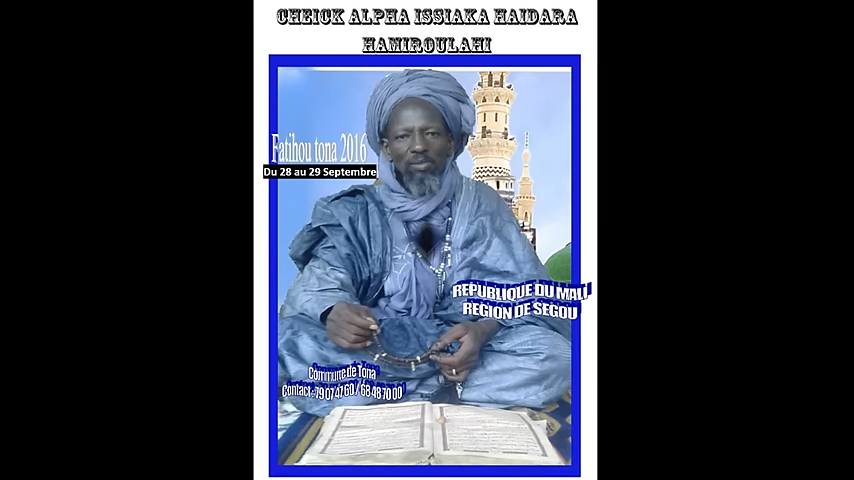 CHEICK ALPHA ISSIAKA HAIDARA
HAMIROULAHI
Fatihou tona 2016
Du 28 au 29 Septembre
REPUBLIQUE DU MALI
REGION DE SEGOU
Commune de Tona
Contact :79 07 47 60 / 68 48 70 00